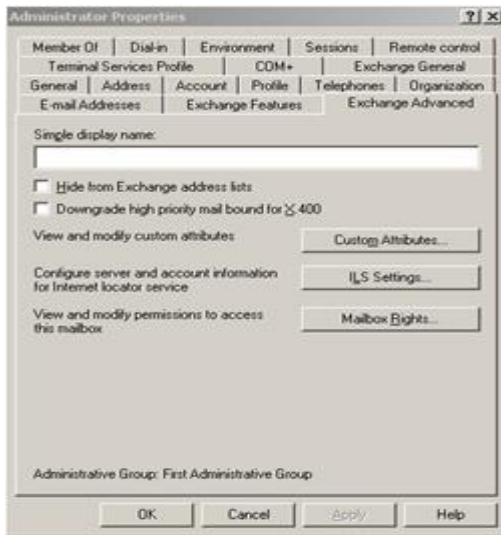 Administrator Properties
Member Of Dial-in Environment Sessions Remote control
Terminal Services Profile COM+ Exchange General
General Address Account Profile Telephones Organization
E-mail Addresses Exchange Features Exchange Advanced
Simple display name:
Hide from Exchange address lists
Downgrade high priority mail bound for X.400
View and modify custom attributes
Custom Attributes...
Configure server and account information
for Internet locator service
ILS Settings...
View and modify permissions to access
this mailbox
Mailbox Rights...
Administrative Group: First Administrative Group
OK Cancel Apply Help